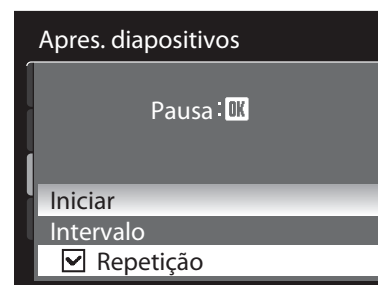 Apres. diapositivos
Pausa:OK
Iniciar
Intervalo
Repetição